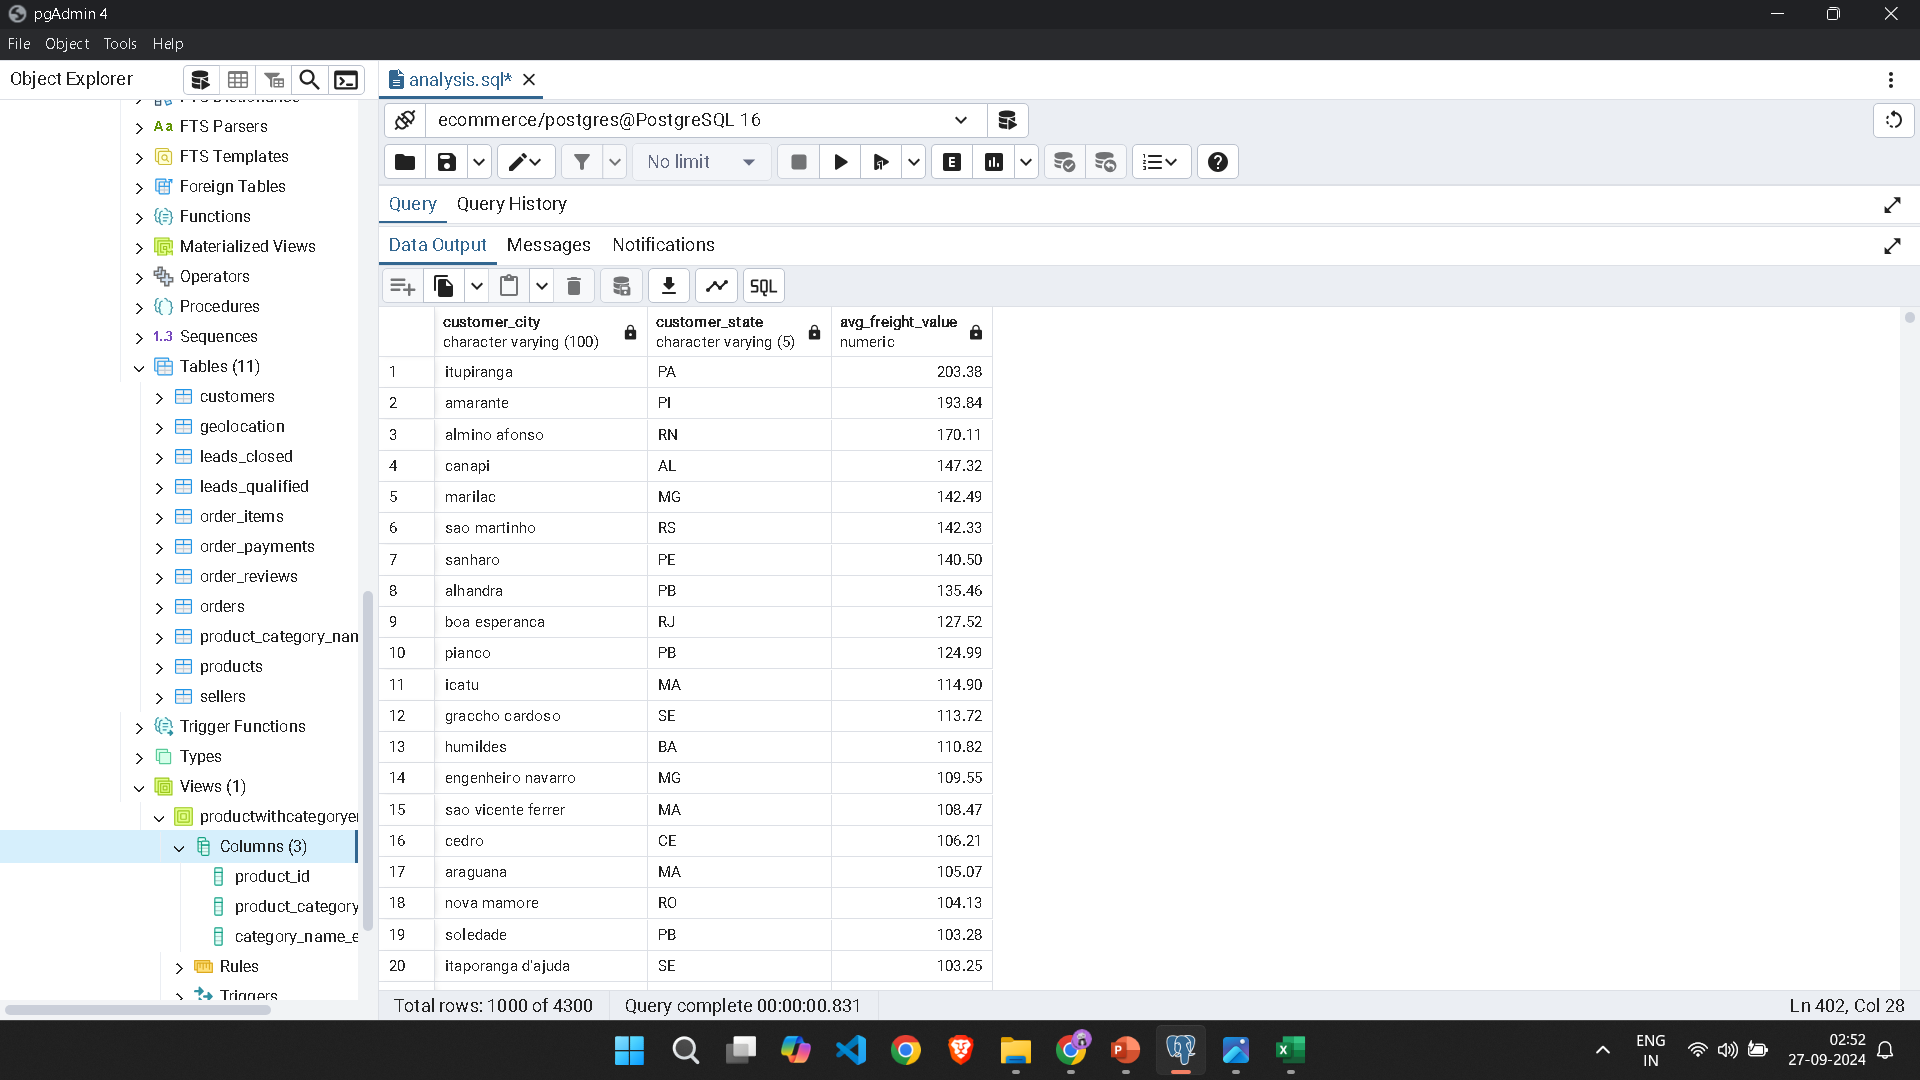 pgAdmin 4
File Object Tools Help
Object Explorer
analysis.sql*
ecommerce/postgres@PostgreSQL 16
No limit
E
Query Query History
Data Output Messages Notifications
SQL
Aa FTS Parsers
FTS Templates
Foreign Tables
Functions
Materialized Views
Operators
Procedures
1..3 Sequences
Tables (11)
customers
geolocation
leads_closed
leads_qualified
order_items
order_payments
order_reviews
orders
product_category_nan
products
sellers
Trigger Functions
Types
Views (1)
productwithcategoryer
Columns (3)
product_id
product_category
category_name_e
Rules
Triggers
customer_city customer_state avg_freight_value
character varying (100) character varying (5) numeric
1 itupiranga PA 203.38
2 amarante PI 193.84
3 almino afonso RN 170.11
4 canapi AL 147.32
5 marilac MG 142.49
6 sao martinho RS 142.33
7 sanharo PE 140.50
8 alhandra PB 135.46
9 boa esperanca RJ 127.52
10 pianco PB 124.99
11 icatu MA 114.90
12 graccho cardoso SE 113.72
13 humildes BA 110.82
14 engenheiro navarro MG 109.55
15 sao vicente ferrer MA 108.47
16 cedro CE 106.21
17 araguana MA 105.07
18 nova mamore RO 104.13
19 soledade PB 103.28
20 itaporanga d'ajuda SE 103.25
Total rows: 1000 of 4300 Query complete 00:00:00.831 Ln 402, Col 28
ENG
IN
02:52
27-09-2024